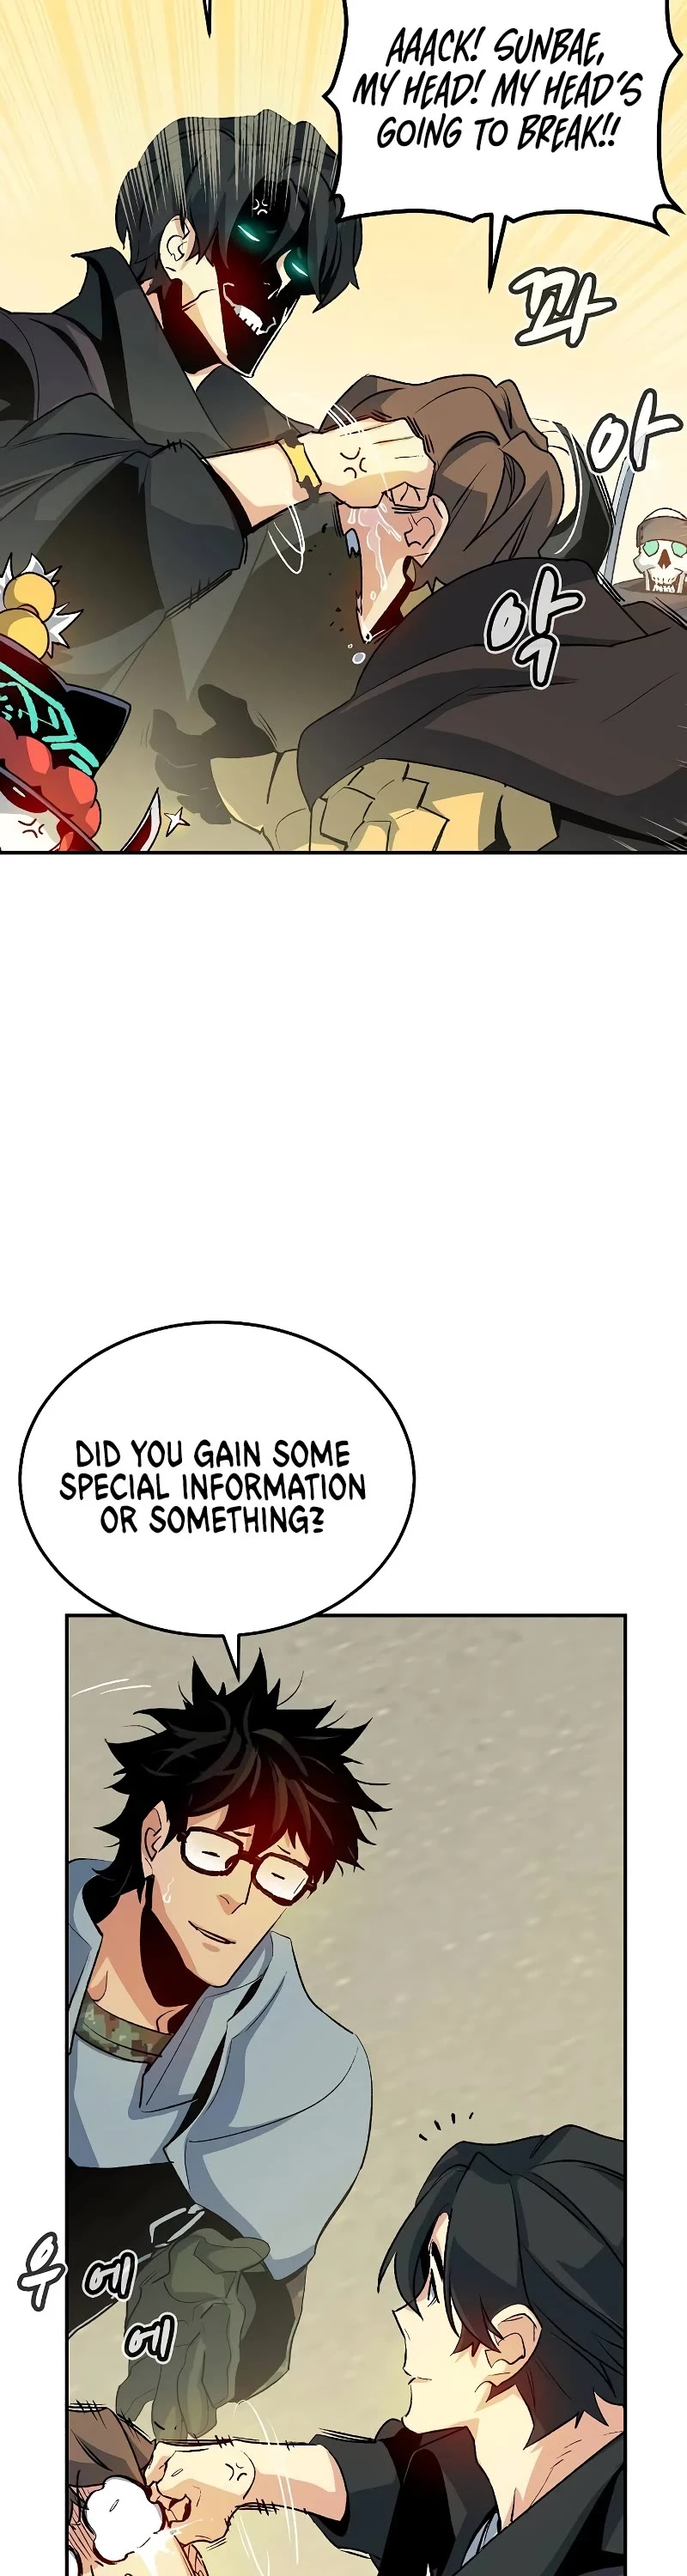 AAACK! SUNBAE,
MY HEAD! MY HEAD'S
GOING TO BREAK!!
꽈
아
악
DID YOU GAIN SOME
SPECIAL INFORMATION
OR SOMETHING?
우
에
에